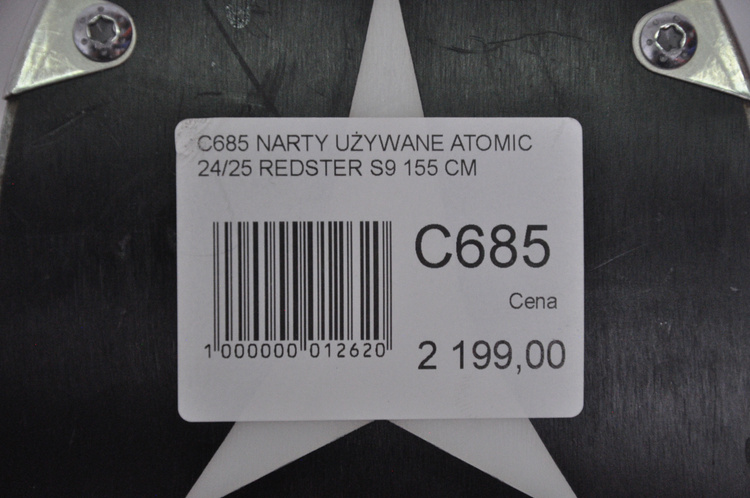 C685 NARTY UŻYWANE ATOMIC
24/25 REDSTER S9 155 CM
C685
Cena
1 000000 012620
2 199,00